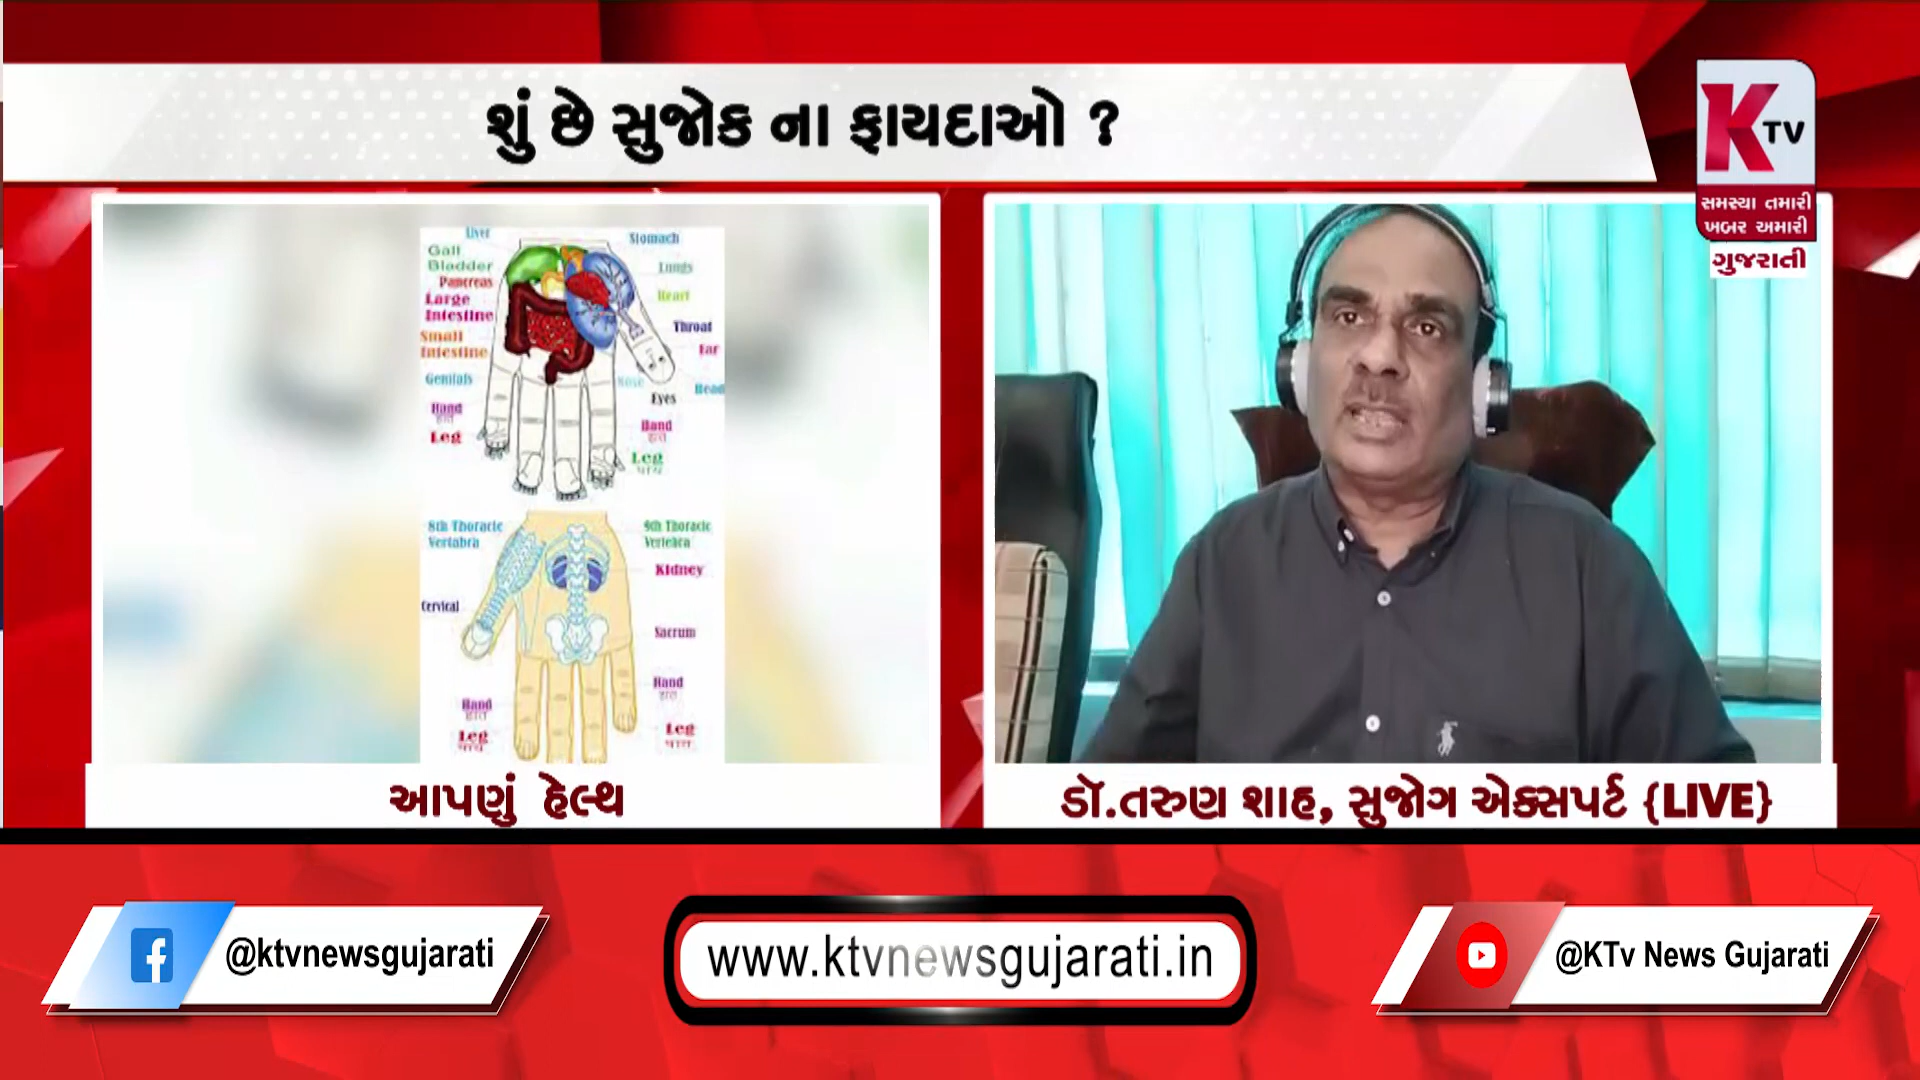 શું છે સુજોક ના ફાયદાઓ ?
K TV
સમસ્યા તમારી
ખબર અમારી
ગુજરાતી
Liver
Stomach
Gall
Bladder
Lungs
Pancreas
Heart
Large
Intestine
Throat
Small
Intestine
Ear
Genitals
Nose
Head
Eyes
Hand
Hand
Leg
Leg
8th Thoracic
Vertabra
9th Thoracic
Vertebra
Kidney
Cervical
Sacrum
Hand
Hand
Leg
Leg
આપણું હેલ્થ
ડૉ.તરુણ શાહ, સુજોગ એક્સપર્ટ {LIVE}
@ktvnewsgujarati
www.ktvnewsgujarati.in
@KTv News Gujarati